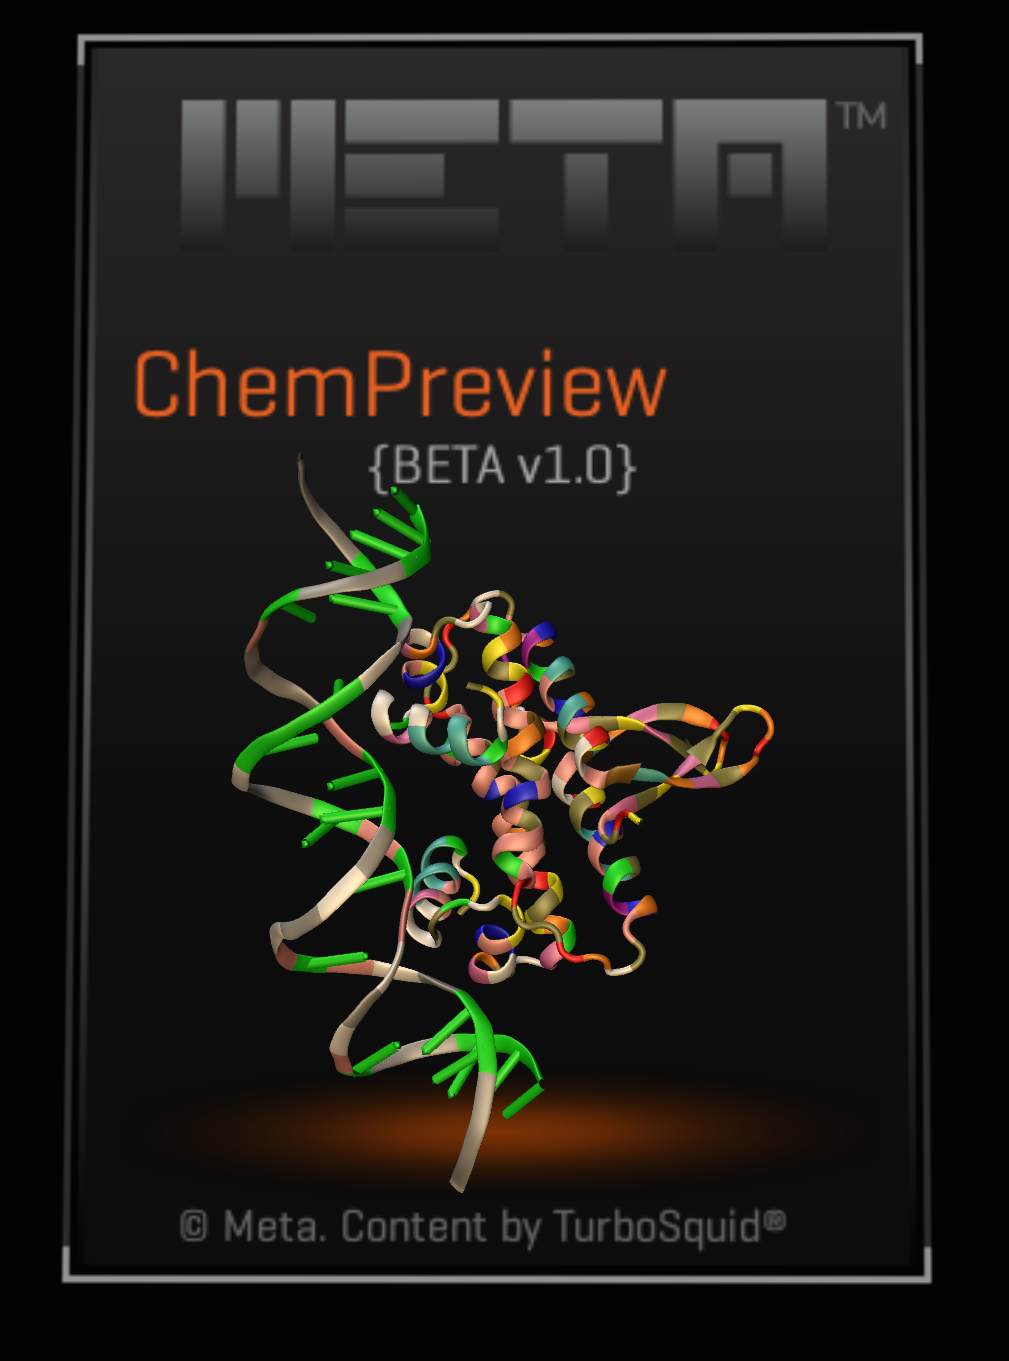 META™
ChemPreview
{BETA v1.0}
© Meta. Content by TurboSquid®